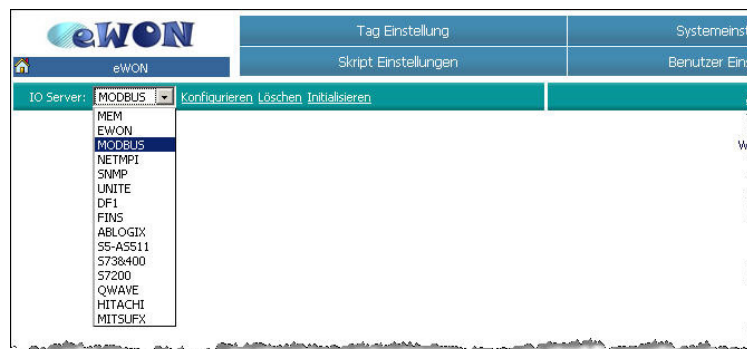 eWON
Tag Einstellung
Systemeinst
eWON
Skript Einstellungen
Benutzer Ein
IO Server: MODBUS Konfigurieren Löschen Initialisieren
MEM
EWON
MODBUS
NETMPI
SNMP
UNITE
DF1
FINS
ABLOGIX
S5-AS511
S73&400
S7200
QWAVE
HITACHI
MITSUFX
W